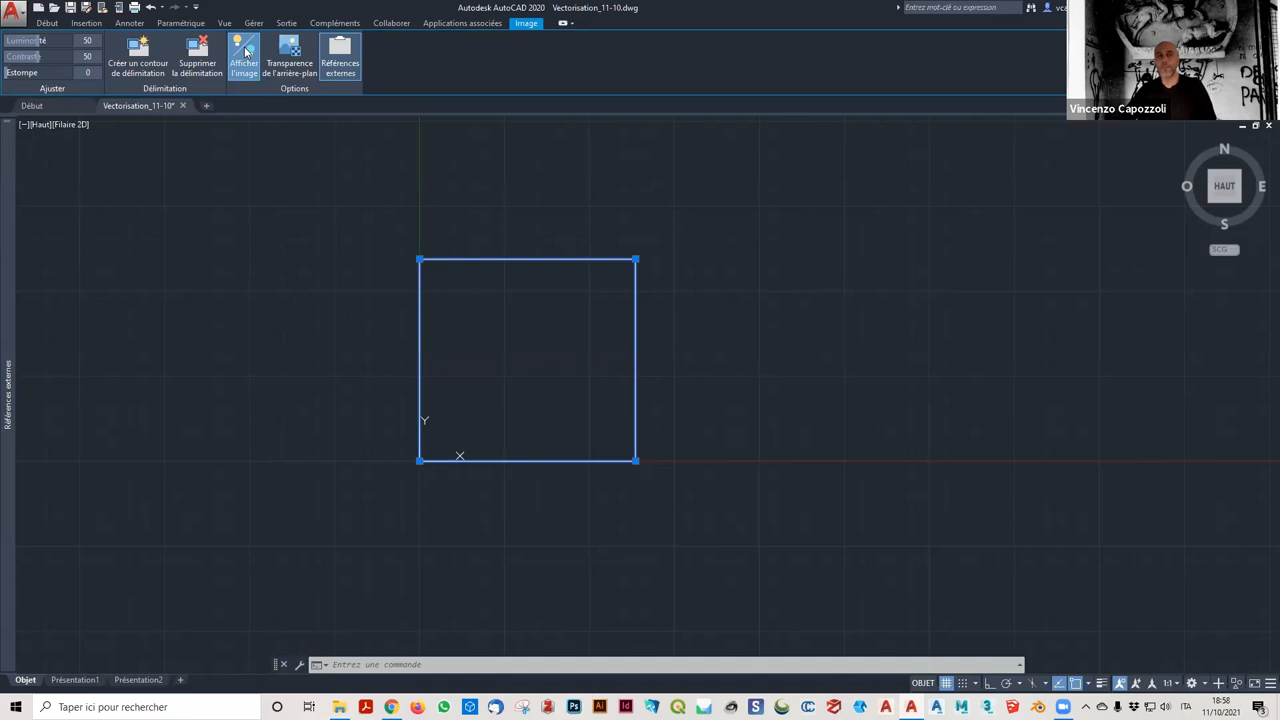 Autodesk AutoCAD 2020 Vectorisation_11-10.dwg
Entrez mot-clé ou expression
Début Insertion Annoter Paramétrique Vue Gérer Sortie Compléments Collaborer Applications associées Image
Luminosité 50
Contraste 50
Estompe 0
Créer un contour
de délimitation
Supprimer
la délimitation
Afficher
l'image
Transparence
de l'arrière-plan
Références
externes
Ajuster Délimitation Options
Vincenzo Capozzoli
Début Vectorisation_11-10*
[−][Haut][Filaire 2D]
N
O HAUT E
S
SCG
Références externes
Y
X
Entrez une commande
Objet Présentation1 Présentation2
OBJET 1:1
Taper ici pour rechercher
ITA
18:58
11/10/2021